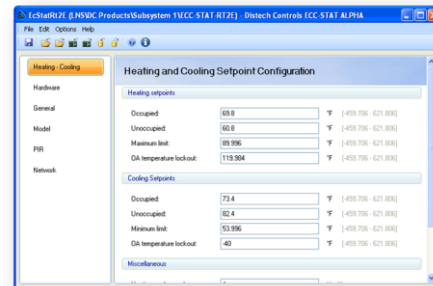 EcStatRt2E (LNS\DC Products\Subsystem 1\ECC-STAT-RT2E) - Distech Controls ECC-STAT ALPHA
File Edit Options Help
Heating - Cooling
Hardware
General
Model
PIR
Network
Heating and Cooling Setpoint Configuration
Heating setpoints
Occupied: 69.8 °F [-459.706 - 621.806]
Unoccupied: 60.8 °F [-459.706 - 621.806]
Maximum limit: 89.996 °F [-459.706 - 621.806]
OA temperature lockout: 119.984 °F [-459.706 - 621.806]
Cooling Setpoints
Occupied: 73.4 °F [-459.706 - 621.806]
Unoccupied: 82.4 °F [-459.706 - 621.806]
Minimum limit: 53.996 °F [-459.706 - 621.806]
OA temperature lockout: -40 °F [-459.706 - 621.806]
Miscellaneous